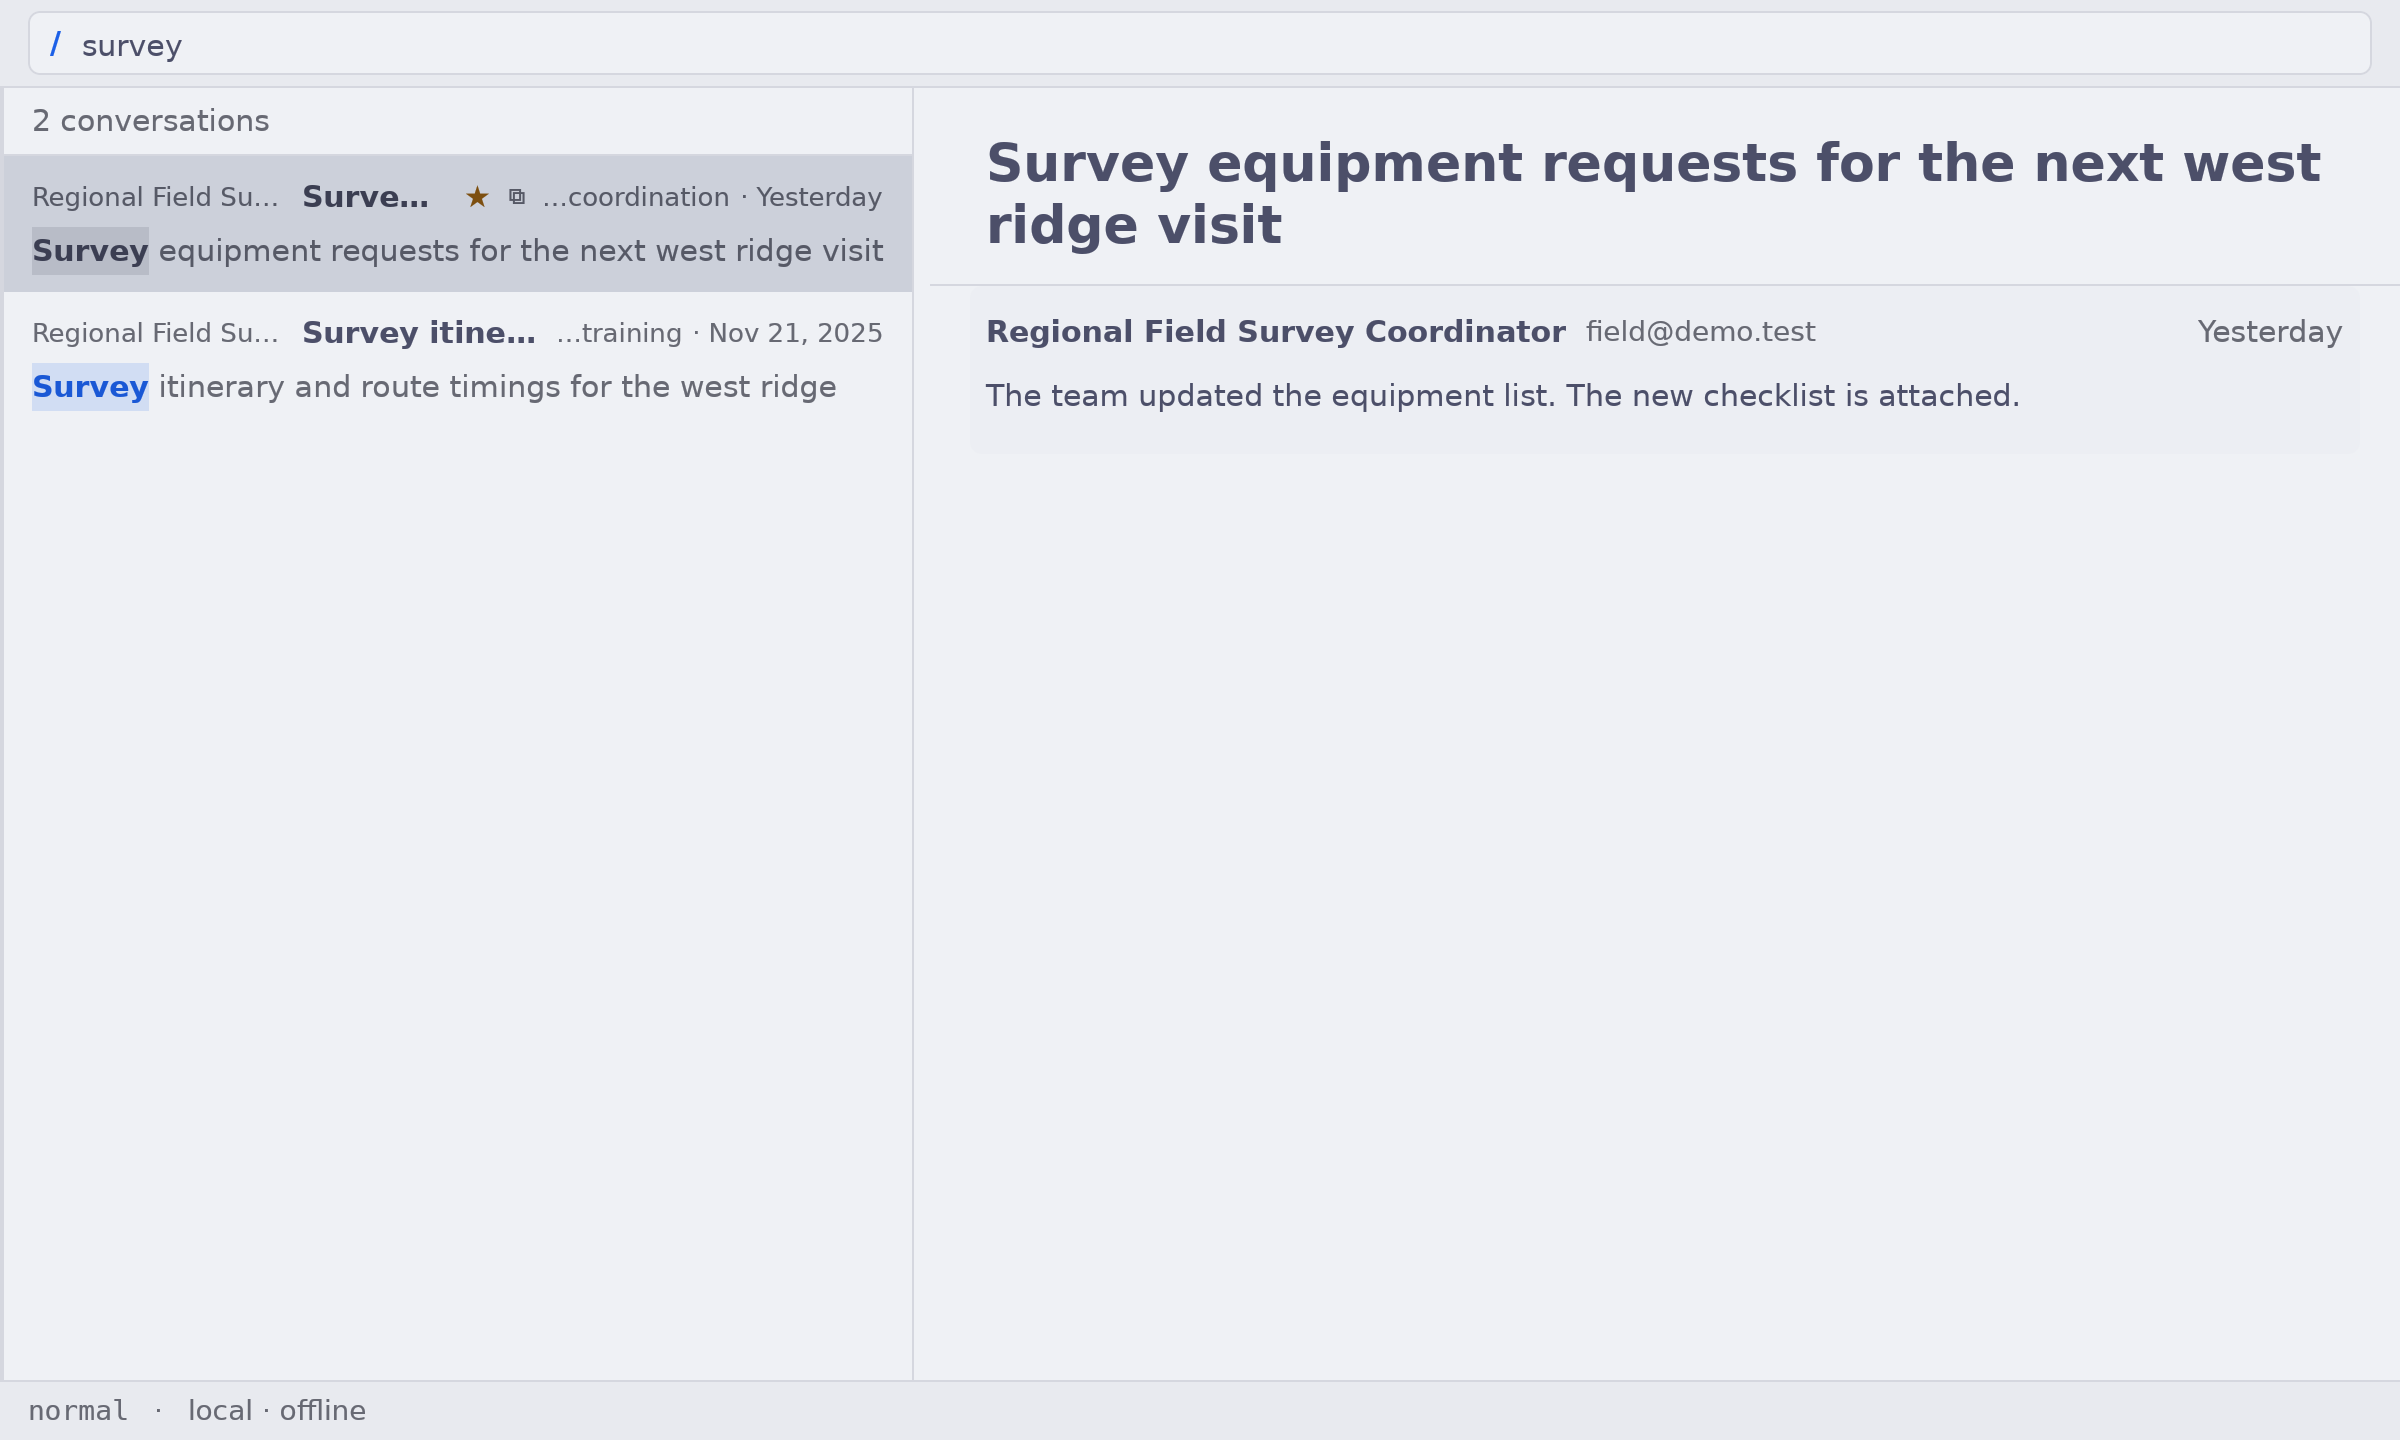 / survey
2 conversations
Regional Field Su… Surve… ★ ⧉ …coordination · Yesterday
Survey equipment requests for the next west ridge visit
Regional Field Su… Survey itine… …training · Nov 21, 2025
Survey itinerary and route timings for the west ridge
Survey equipment requests for the next west
ridge visit
Regional Field Survey Coordinator field@demo.test Yesterday
The team updated the equipment list. The new checklist is attached.
normal · local · offline